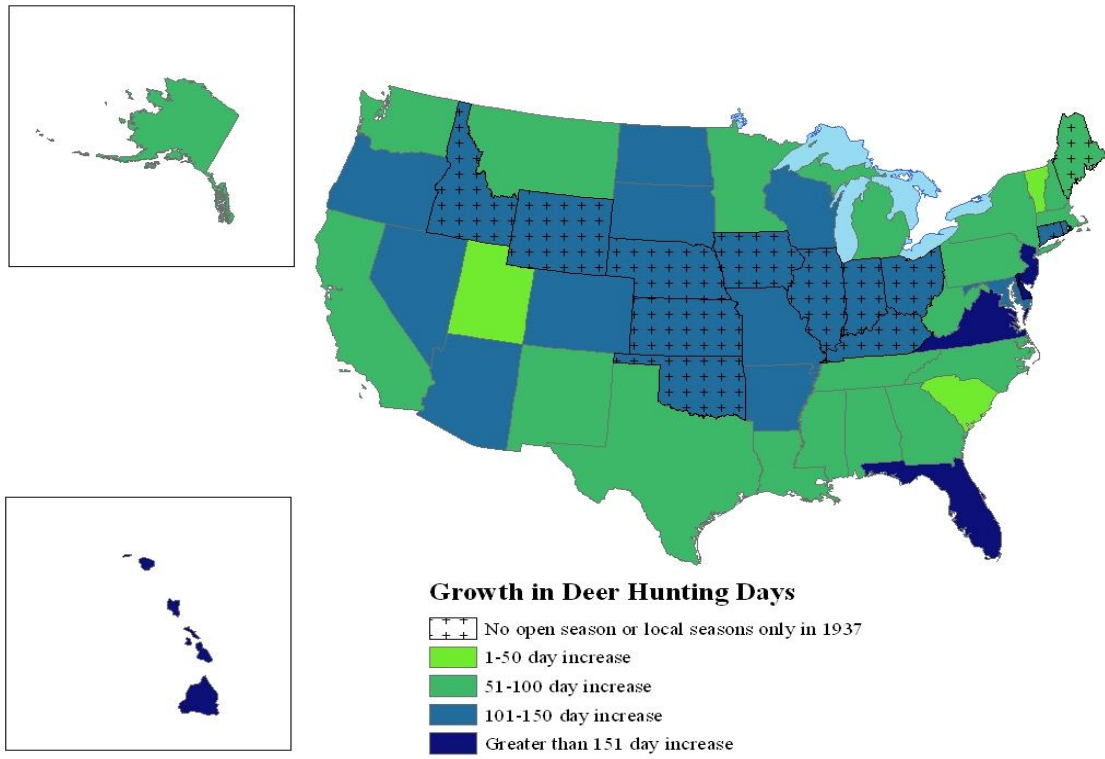 Growth in Deer Hunting Days
No open season or local seasons only in 1937
1-50 day increase
51-100 day increase
101-150 day increase
Greater than 151 day increase